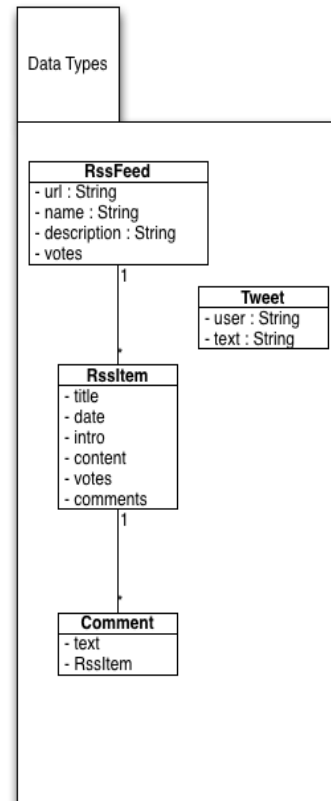 Data Types
RssFeed
- url : String
- name : String
- description : String
- votes
1
*
Tweet
- user : String
- text : String
RssItem
- title
- date
- intro
- content
- votes
- comments
1
*
Comment
- text
- RssItem